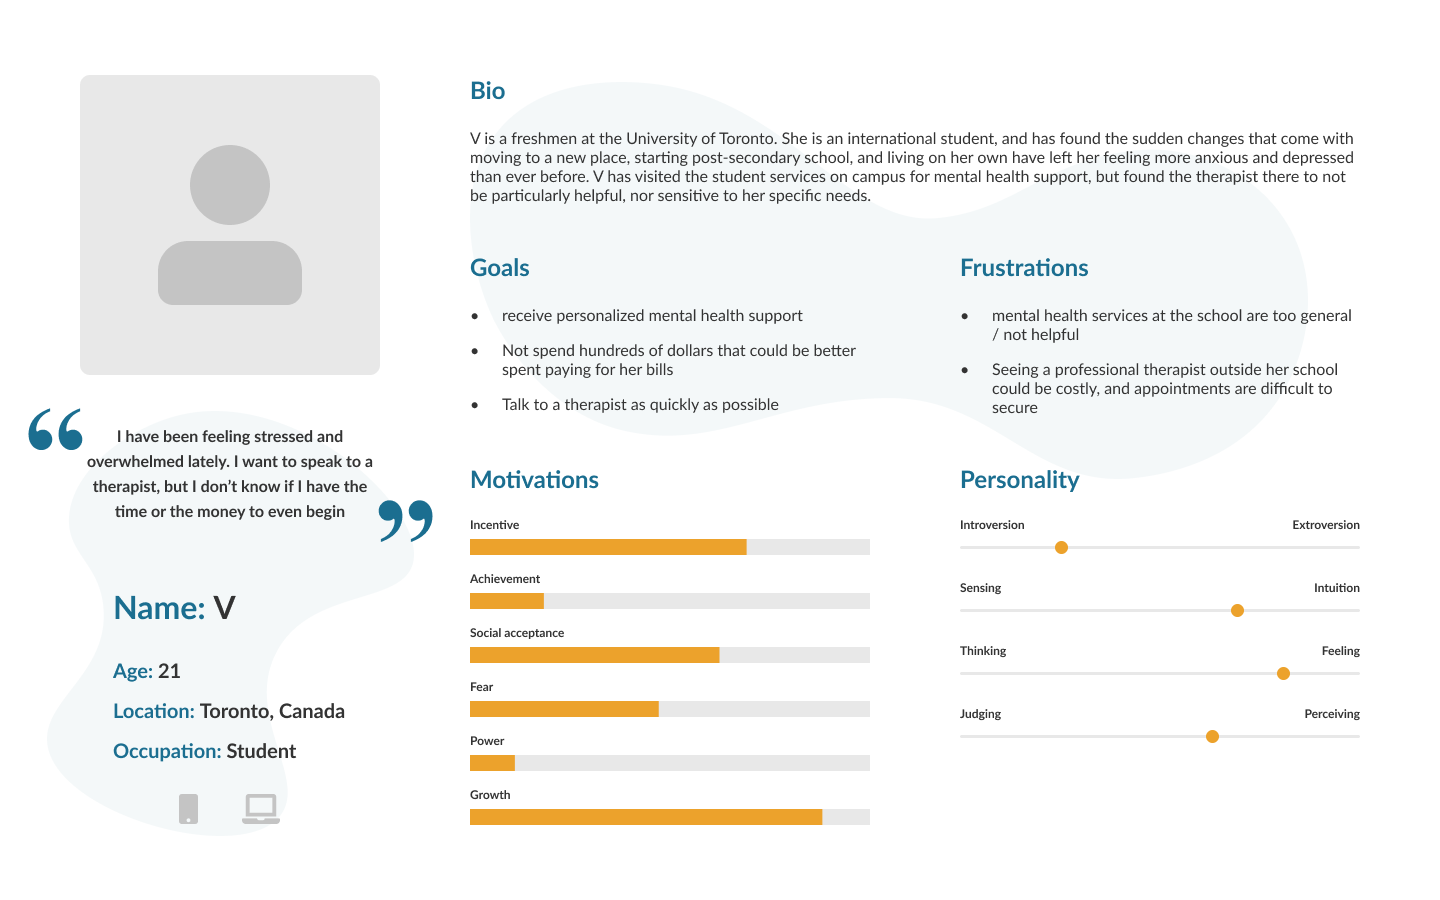 “
I have been feeling stressed and
overwhelmed lately. I want to speak to a
therapist, but I don’t know if I have the
time or the money to even begin
”
Name: V
Age: 21
Location: Toronto, Canada
Occupation: Student
Bio
V is a freshmen at the University of Toronto. She is an international student, and has found the sudden changes that come with
moving to a new place, starting post-secondary school, and living on her own have left her feeling more anxious and depressed
than ever before. V has visited the student services on campus for mental health support, but found the therapist there to not
be particularly helpful, nor sensitive to her specific needs.
Goals
• receive personalized mental health support
• Not spend hundreds of dollars that could be better
spent paying for her bills
• Talk to a therapist as quickly as possible
Frustrations
• mental health services at the school are too general
/ not helpful
• Seeing a professional therapist outside her school
could be costly, and appointments are difficult to
secure
Motivations
Incentive
Achievement
Social acceptance
Fear
Power
Growth
Personality
Introversion Extroversion
Sensing Intuition
Thinking Feeling
Judging Perceiving